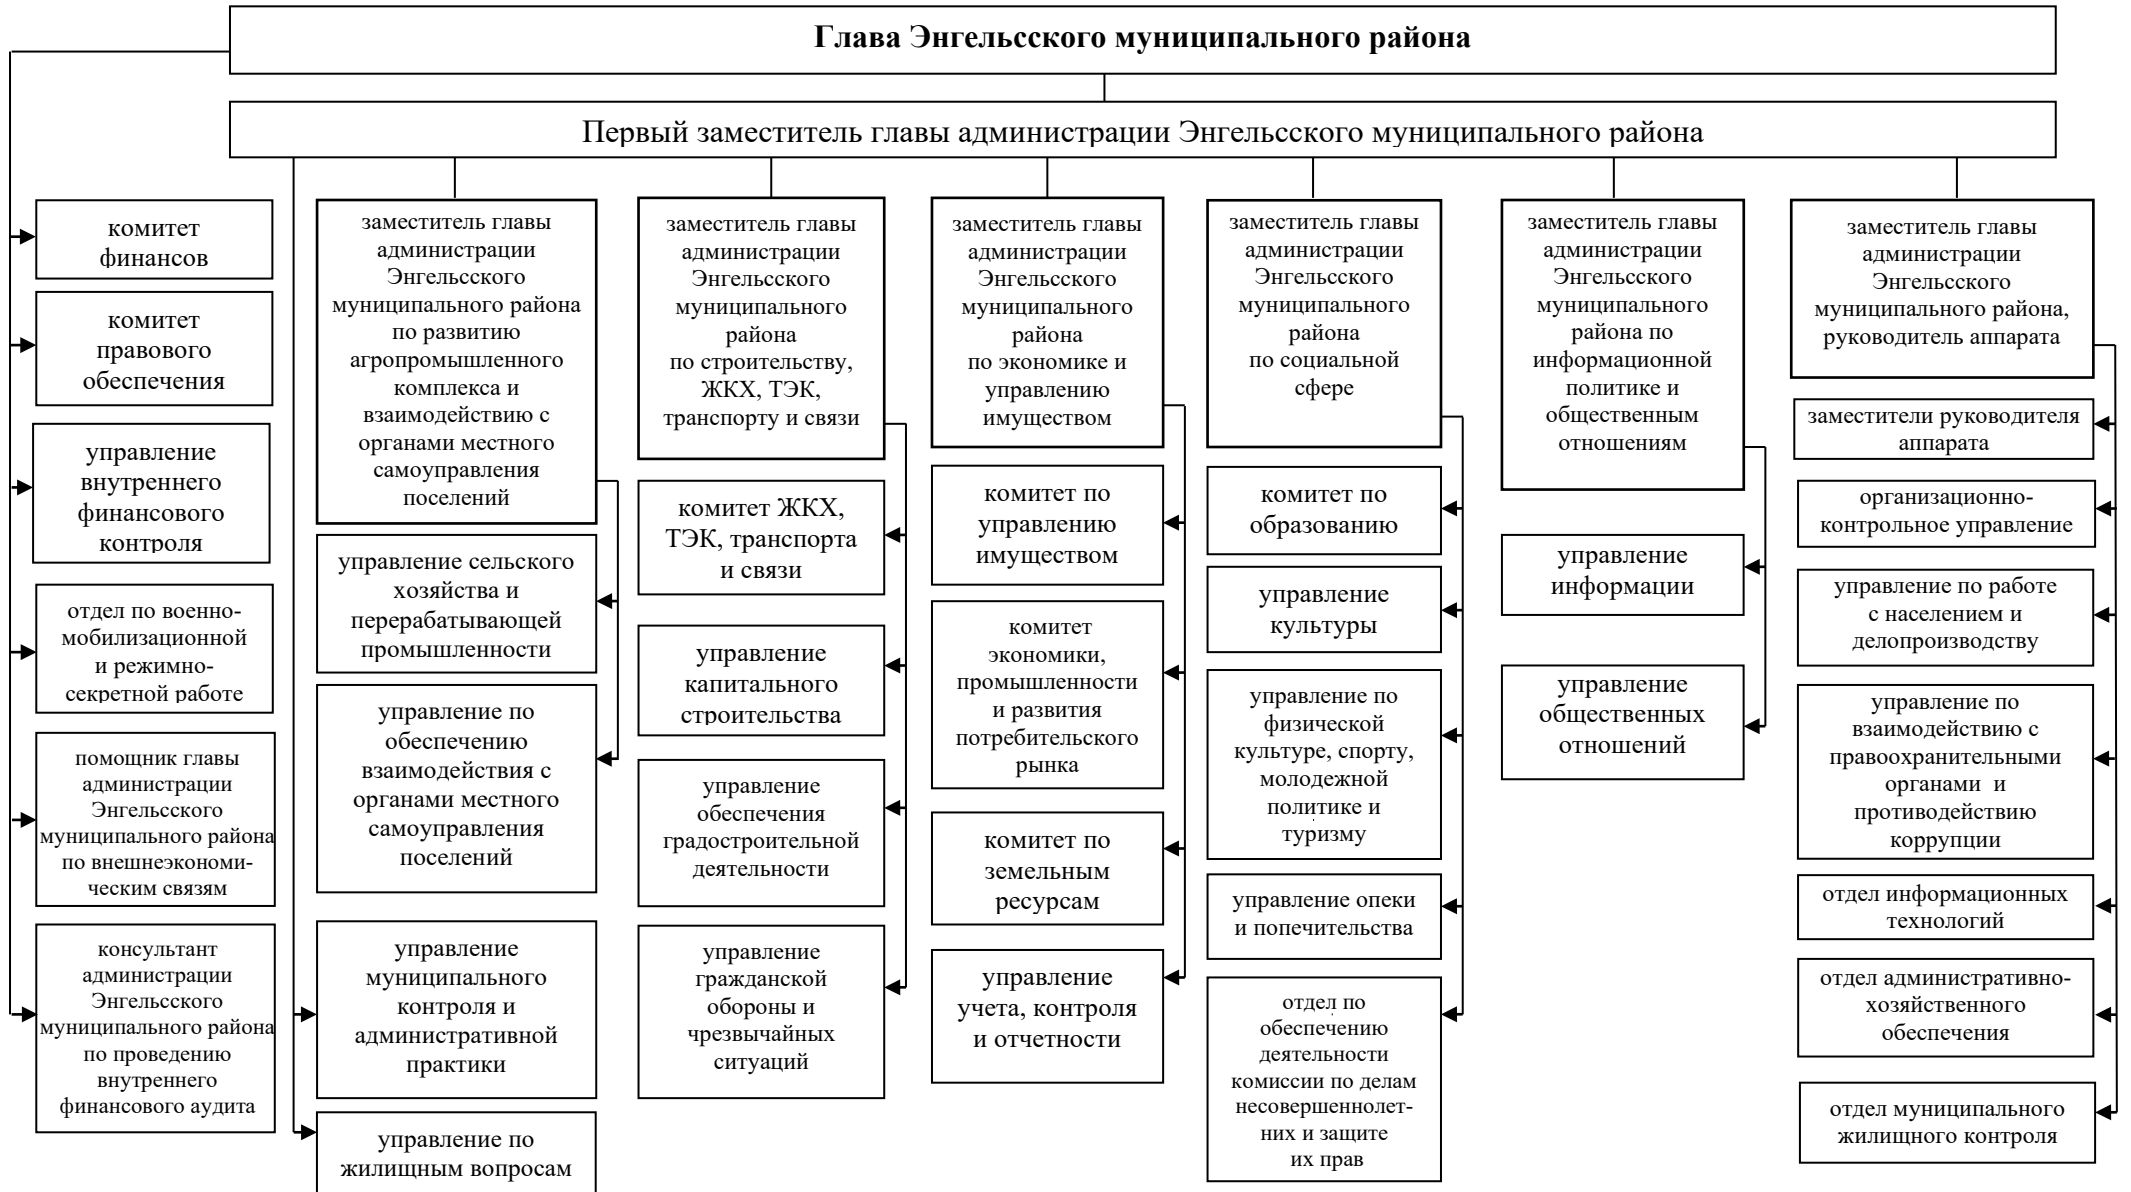 Глава Энгельсского муниципального района
Первый заместитель главы администрации Энгельсского муниципального района
комитет
финансов
комитет
правового
обеспечения
управление
внутреннего
финансового
контроля
отдел по военно-
мобилизационной
и режимно-
секретной работе
помощник главы
администрации
Энгельсского
муниципального района
по внешнеэкономи-
ческим связям
консультант
администрации
Энгельсского
муниципального района
по проведению
внутреннего
финансового аудита
заместитель главы
администрации
Энгельсского
муниципального района
по развитию
агропромышленного
комплекса и
взаимодействию с
органами местного
самоуправления
поселений
управление сельского
хозяйства и
перерабатывающей
промышленности
управление по
обеспечению
взаимодействия с
органами местного
самоуправления
поселений
управление
муниципального
контроля и
административной
практики
управление по
жилищным вопросам
заместитель главы
администрации
Энгельсского
муниципального
района
по строительству,
ЖКХ, ТЭК,
транспорту и связи
комитет ЖКХ,
ТЭК, транспорта
и связи
управление
капитального
строительства
управление
обеспечения
градостроительной
деятельности
управление
гражданской
обороны и
чрезвычайных
ситуаций
заместитель главы
администрации
Энгельсского
муниципального
района
по экономике и
управлению
имуществом
комитет по
управлению
имуществом
комитет
экономики,
промышленности
и развития
потребительского
рынка
комитет по
земельным
ресурсам
управление
учета, контроля
и отчетности
заместитель главы
администрации
Энгельсского
муниципального
района
по социальной
сфере
комитет по
образованию
управление
культуры
управление по
физической
культуре, спорту,
молодежной
политике и
туризму
управление опеки
и попечительства
отдел по
обеспечению
деятельности
комиссии по делам
несовершеннолет-
них и защите
их прав
заместитель главы
администрации
Энгельсского
муниципального
района по
информационной
политике и
общественным
отношениям
управление
информации
управление
общественных
отношений
заместитель главы
администрации
Энгельсского
муниципального района,
руководитель аппарата
заместители руководителя
аппарата
организационно-
контрольное управление
управление по работе
с населением и
делопроизводству
управление по
взаимодействию с
правоохранительными
органами и
противодействию
коррупции
отдел информационных
технологий
отдел административно-
хозяйственного
обеспечения
отдел муниципального
жилищного контроля